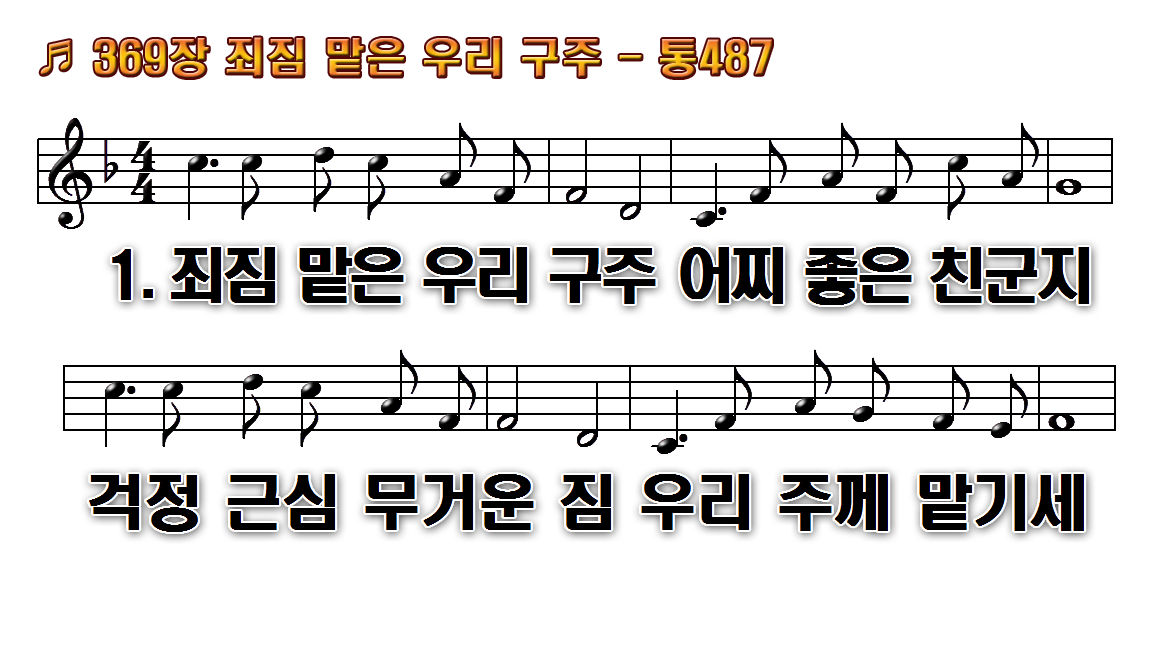 ♬ 369장 죄짐 맡은 우리 구주 - 통487
4/4
1. 죄짐 맡은 우리 구주 어찌 좋은 친군지
걱정 근심 무거운 짐 우리 주께 맡기세